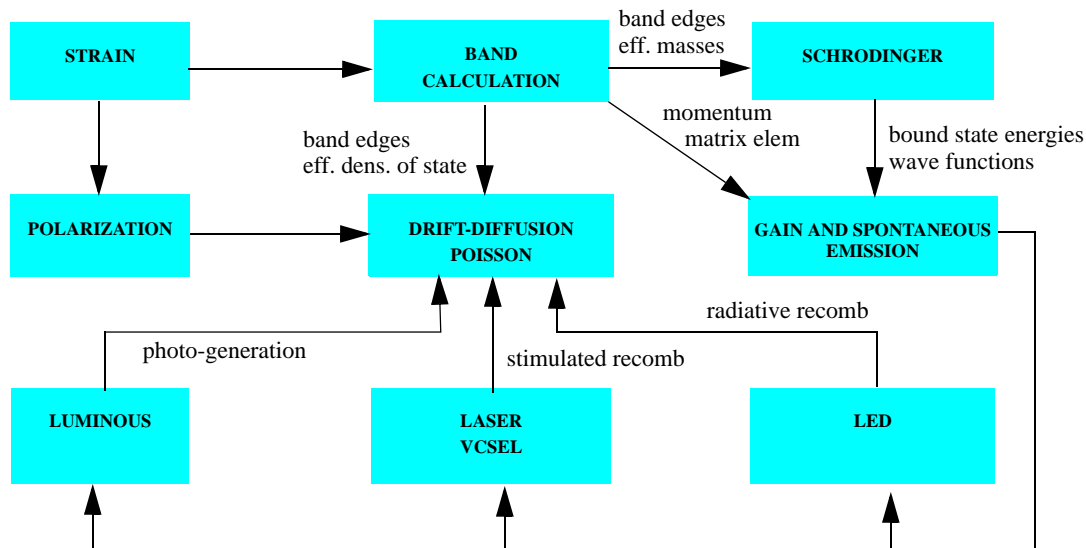 STRAIN
BAND
CALCULATION
band edges
eff. masses
SCHRODINGER
momentum
matrix elem
band edges
eff. dens. of state
bound state energies
wave functions
POLARIZATION
DRIFT-DIFFUSION
POISSON
GAIN AND SPONTANEOUS
EMISSION
radiative recomb
photo-generation
stimulated recomb
LUMINOUS
LASER
VCSEL
LED